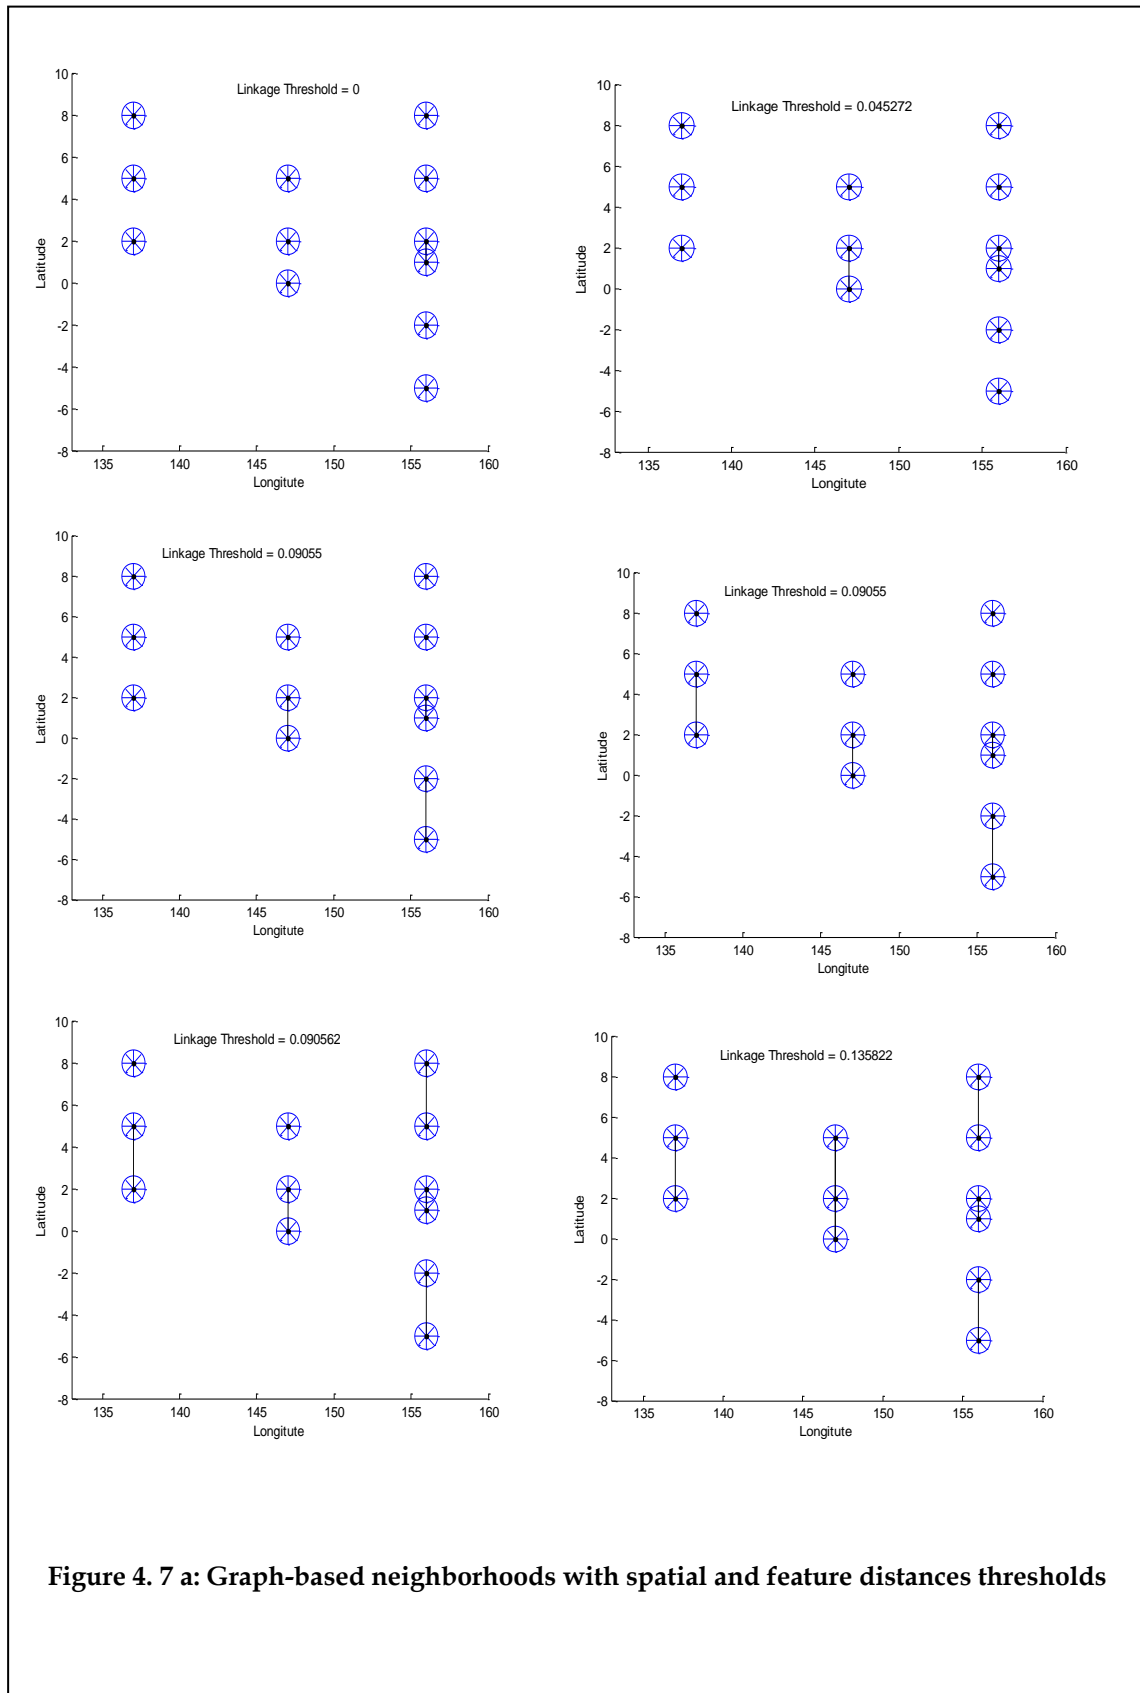 Linkage Threshold = 0
10
8
6
4
2
0
-2
-4
-6
-8
Latitude
135 140 145 150 155 160
Longitute
Linkage Threshold = 0.045272
10
8
6
4
2
0
-2
-4
-6
-8
Latitude
135 140 145 150 155 160
Longitute
Linkage Threshold = 0.09055
10
8
6
4
2
0
-2
-4
-6
-8
Latitude
135 140 145 150 155 160
Longitute
Linkage Threshold = 0.09055
10
8
6
4
2
0
-2
-4
-6
-8
Latitude
135 140 145 150 155 160
Longitute
Linkage Threshold = 0.090562
10
8
6
4
2
0
-2
-4
-6
-8
Latitude
135 140 145 150 155 160
Longitute
Linkage Threshold = 0.135822
10
8
6
4
2
0
-2
-4
-6
-8
Latitude
135 140 145 150 155 160
Longitute
Figure 4. 7 a: Graph-based neighborhoods with spatial and feature distances thresholds